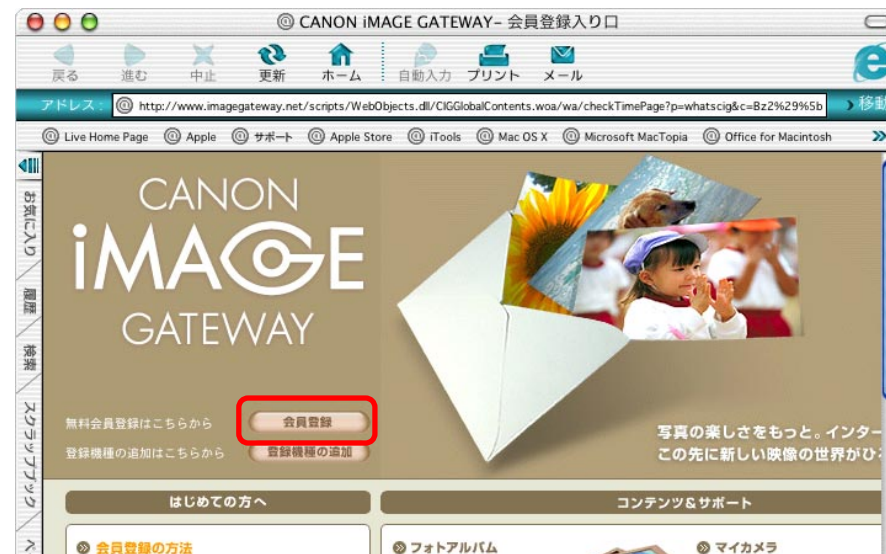 CANON iMAGE GATEWAY– 会員登録入り口
戻る 進む 中止 更新 ホーム 自動入力 プリント メール
アドレス: http://www.imagegateway.net/scripts/WebObjects.dll/CIGGlobalContents.woa/wa/checkTimePage?p=whatscig&c=Bz2%29%5b 移動
Live Home Page Apple サポート Apple Store iTools Mac OS X Microsoft MacTopia Office for Macintosh
お気に入り
履歴
検索
スクラップブック
CANON
iMAGE
GATEWAY
無料会員登録はこちらから 会員登録
登録機種の追加はこちらから 登録機種の追加
写真の楽しさをもっと。インター
この先に新しい映像の世界がひ
はじめての方へ
コンテンツ&サポート
会員登録の方法
フォトアルバム
マイカメラ